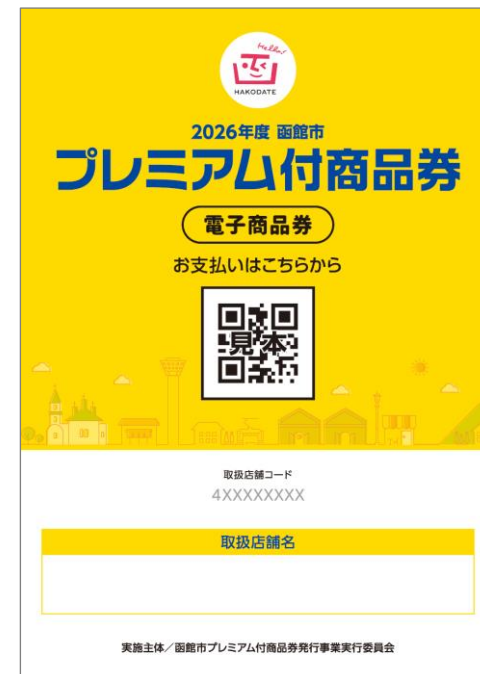 Hello!
HAKODATE
2026年度 函館市
プレミアム付商品券
電子商品券
お支払いはこちらから
見本
取扱店舗コード
4XXXXXXXX
取扱店舗名
実施主体/函館市プレミアム付商品券発行事業実行委員会